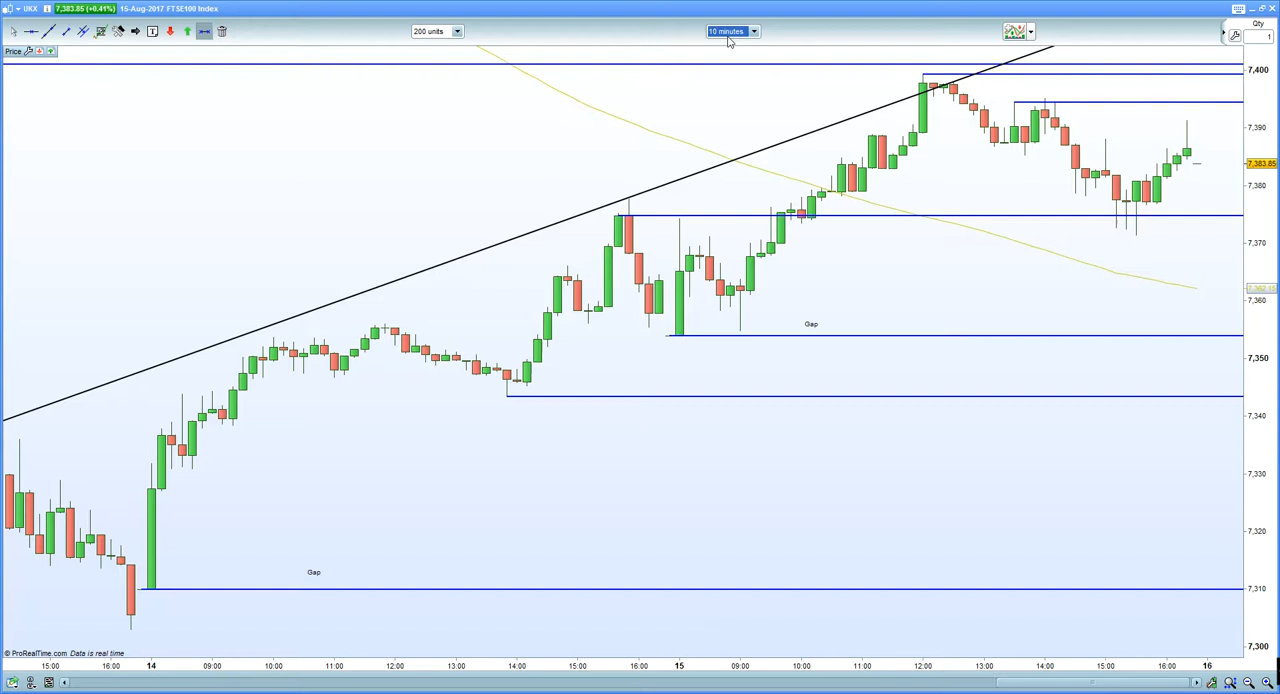 UKX 7,383.85 (+0.41%) 15-Aug-2017 FTSE100 Index
200 units 10 minutes Qty
1
Price
7,400
7,390
7,383.85
7,380
7,370
7,362.15
7,360
Gap
7,350
7,340
7,330
7,320
Gap
7,310
7,300
© ProRealTime.com Data is real time
15:00 16:00 14 09:00 10:00 11:00 12:00 13:00 14:00 15:00 16:00 15 09:00 10:00 11:00 12:00 13:00 14:00 15:00 16:00 16